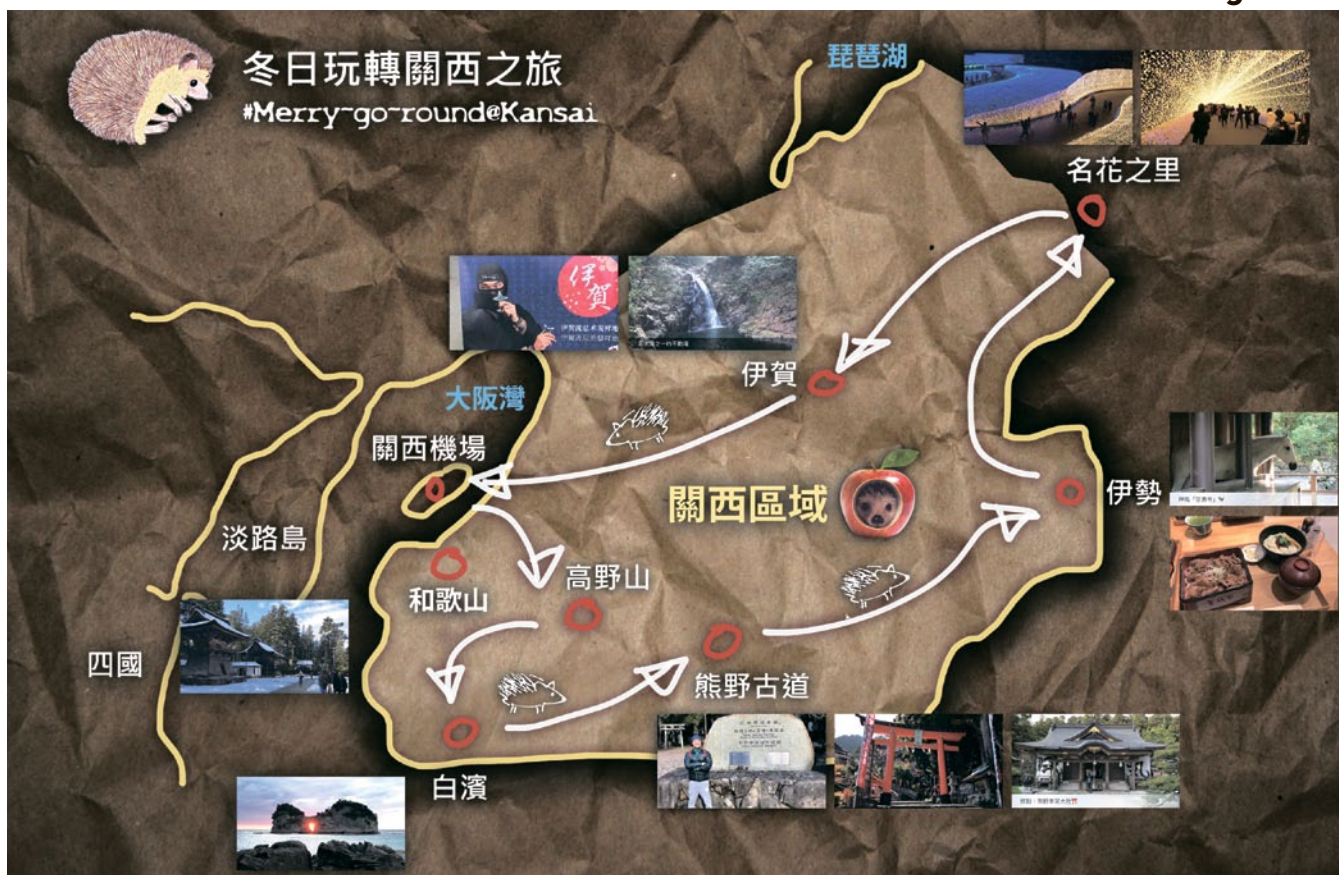 冬日玩轉關西之旅
#Merry-go-round@Kansai
琵琶湖
名花之里
伊賀
伊賀
大阪灣
關西機場
關西區域
伊勢
淡路島
和歌山
高野山
四國
熊野古道
白濱